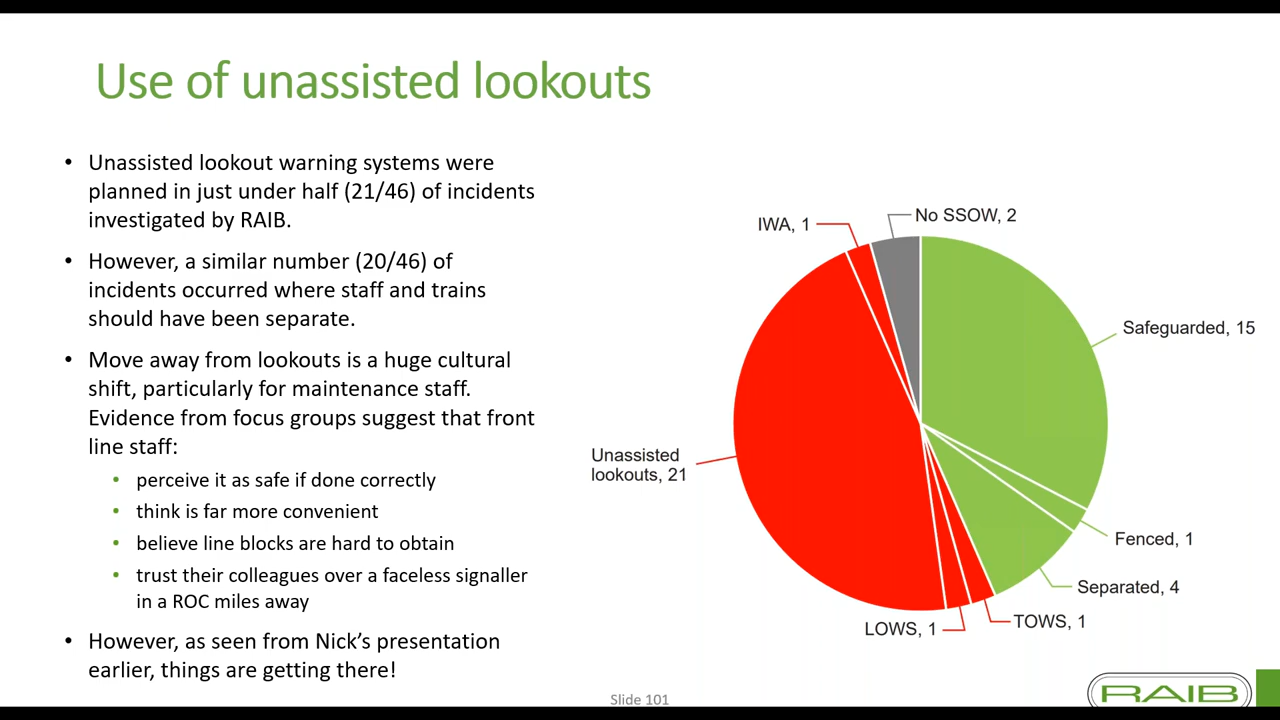 Use of unassisted lookouts
• Unassisted lookout warning systems were
planned in just under half (21/46) of incidents
investigated by RAIB.
• However, a similar number (20/46) of
incidents occurred where staff and trains
should have been separate.
• Move away from lookouts is a huge cultural
shift, particularly for maintenance staff.
Evidence from focus groups suggest that front
line staff:
• perceive it as safe if done correctly
• think is far more convenient
• believe line blocks are hard to obtain
• trust their colleagues over a faceless signaller
in a ROC miles away
• However, as seen from Nick’s presentation
earlier, things are getting there!
No SSOW, 2
IWA, 1
Safeguarded, 15
Unassisted
lookouts, 21
Fenced, 1
Separated, 4
TOWS, 1
LOWS, 1
Slide 101
RAIB